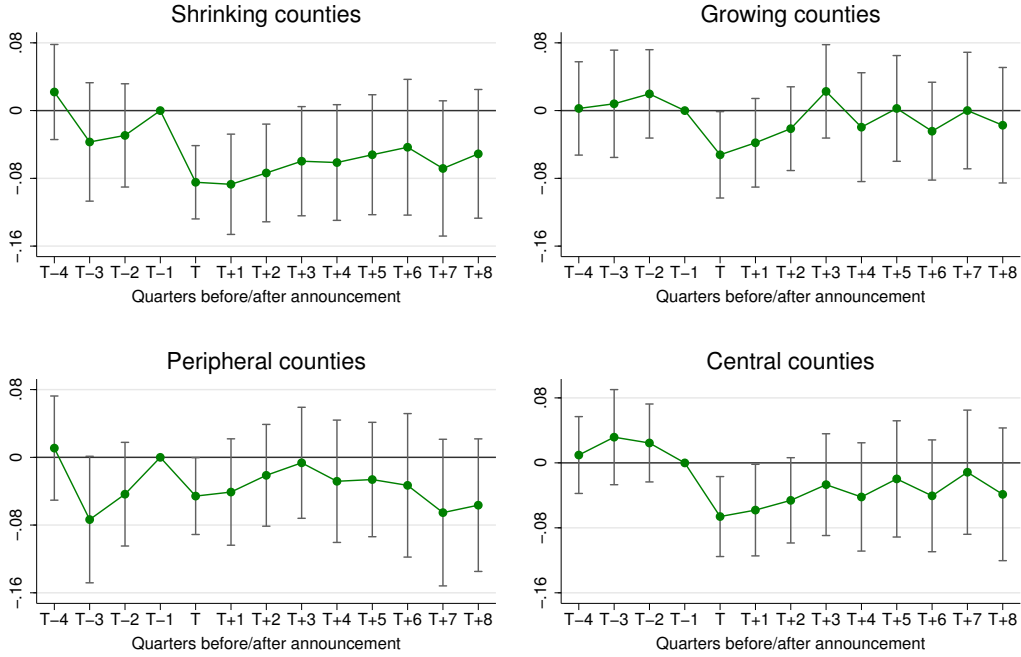 Shrinking counties
.08
0
−.08
−.16
T−4 T−3 T−2 T−1 T T+1 T+2 T+3 T+4 T+5 T+6 T+7 T+8
Quarters before/after announcement
Growing counties
.08
0
−.08
−.16
T−4 T−3 T−2 T−1 T T+1 T+2 T+3 T+4 T+5 T+6 T+7 T+8
Quarters before/after announcement
Peripheral counties
.08
0
−.08
−.16
T−4 T−3 T−2 T−1 T T+1 T+2 T+3 T+4 T+5 T+6 T+7 T+8
Quarters before/after announcement
Central counties
.08
0
−.08
−.16
T−4 T−3 T−2 T−1 T T+1 T+2 T+3 T+4 T+5 T+6 T+7 T+8
Quarters before/after announcement